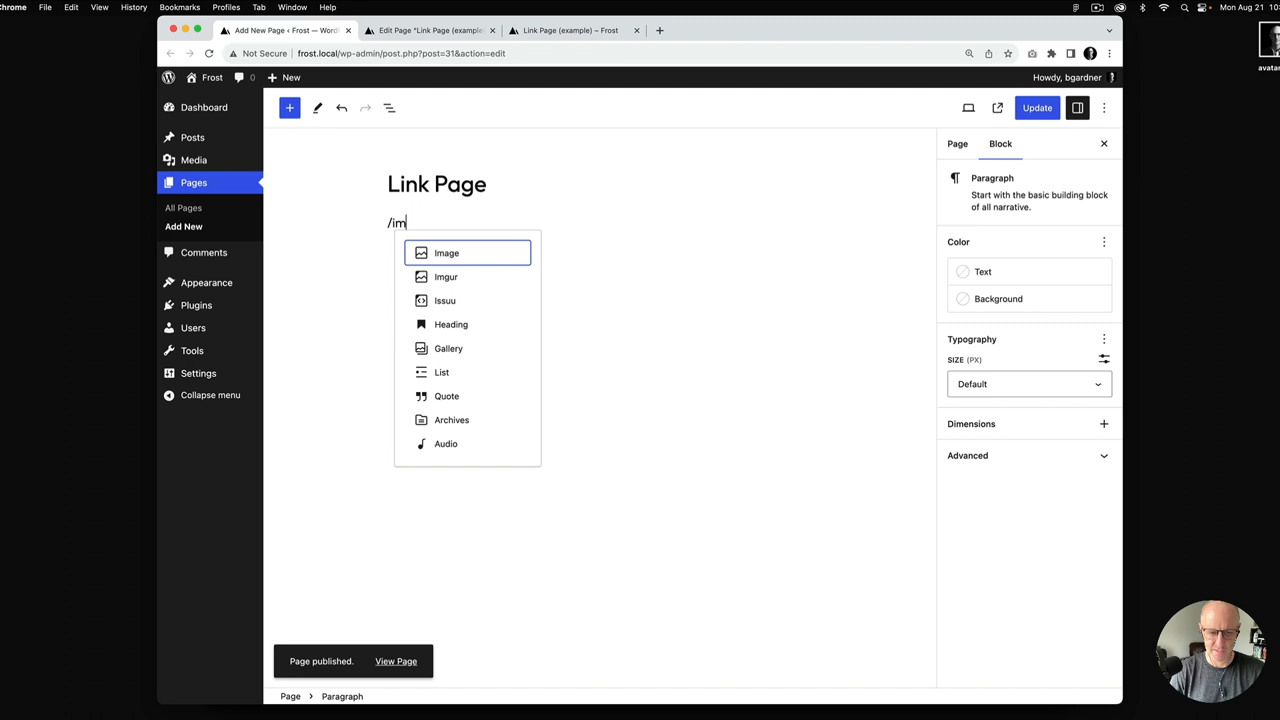 Chrome File Edit View History Bookmarks Profiles Tab Window Help
Mon Aug 21
Add New Page ‹ Frost — Word
Edit Page "Link Page (example)
Link Page (example) – Frost
Not Secure frost.local/wp-admin/post.php?post=31&action=edit
avatar
Frost 0 New Howdy, bgardner
Dashboard
Posts
Media
Pages
All Pages
Add New
Comments
Appearance
Plugins
Users
Tools
Settings
Collapse menu
Update
Link Page
/im
Image
Imgur
Issuu
Heading
Gallery
List
Quote
Archives
Audio
Page Block
Paragraph
Start with the basic building block
of all narrative.
Color
Text
Background
Typography
SIZE (PX)
Default
Dimensions
Advanced
Page published. View Page
Page › Paragraph